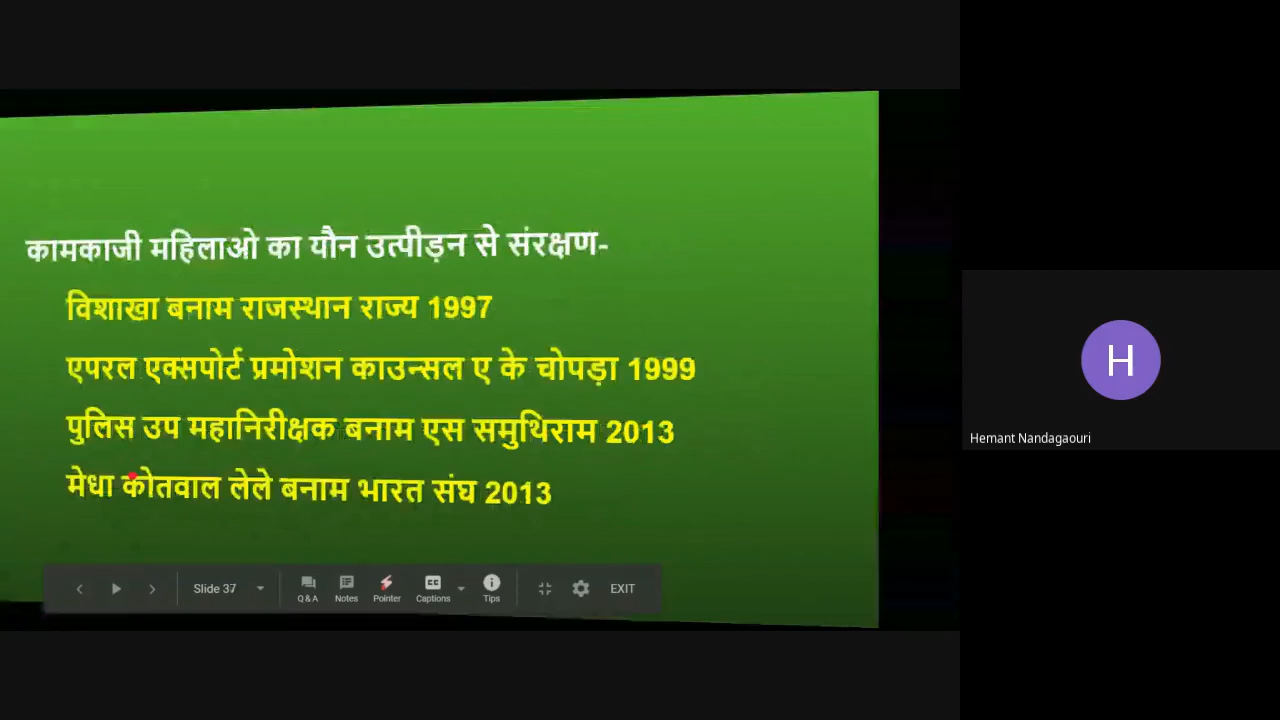 कामकाजी महिलाओ का यौन उत्पीड़न से संरक्षण-
विशाखा बनाम राजस्थान राज्य 1997
एपरल एक्सपोर्ट प्रमोशन काउन्सल ए के चोपड़ा 1999
पुलिस उप महानिरीक्षक बनाम एस समुथिराम 2013
मेधा कोतवाल लेले बनाम भारत संघ 2013
Slide 37
Q & A Notes Pointer Captions Tips
EXIT
H
Hemant Nandagaouri